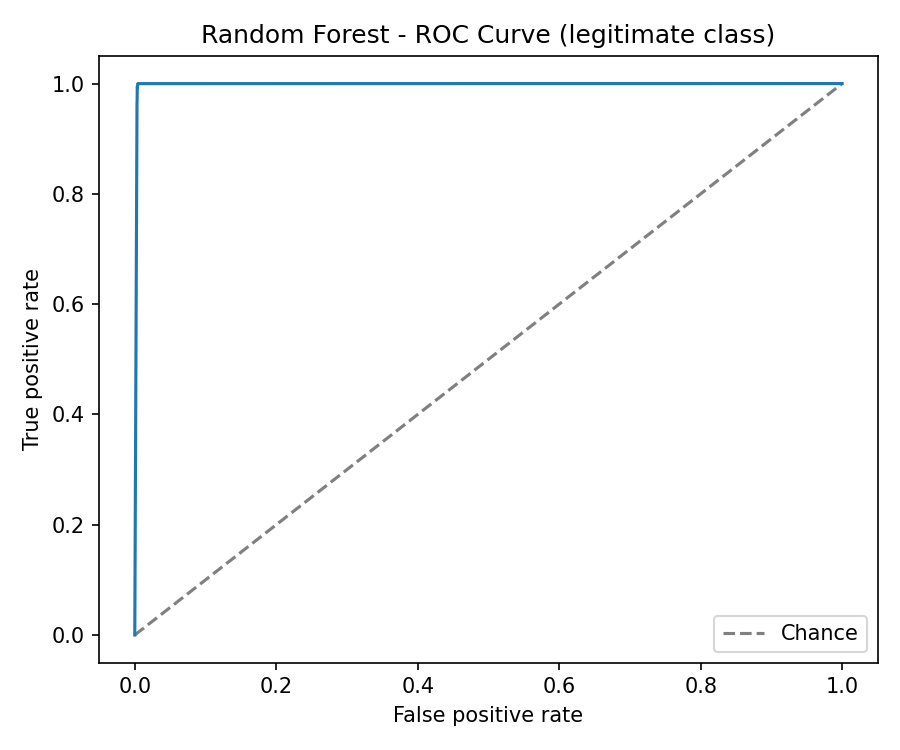 Random Forest - ROC Curve (legitimate class)
True positive rate
1.0
0.8
0.6
0.4
0.2
0.0
Chance
0.0 0.2 0.4 0.6 0.8 1.0
False positive rate